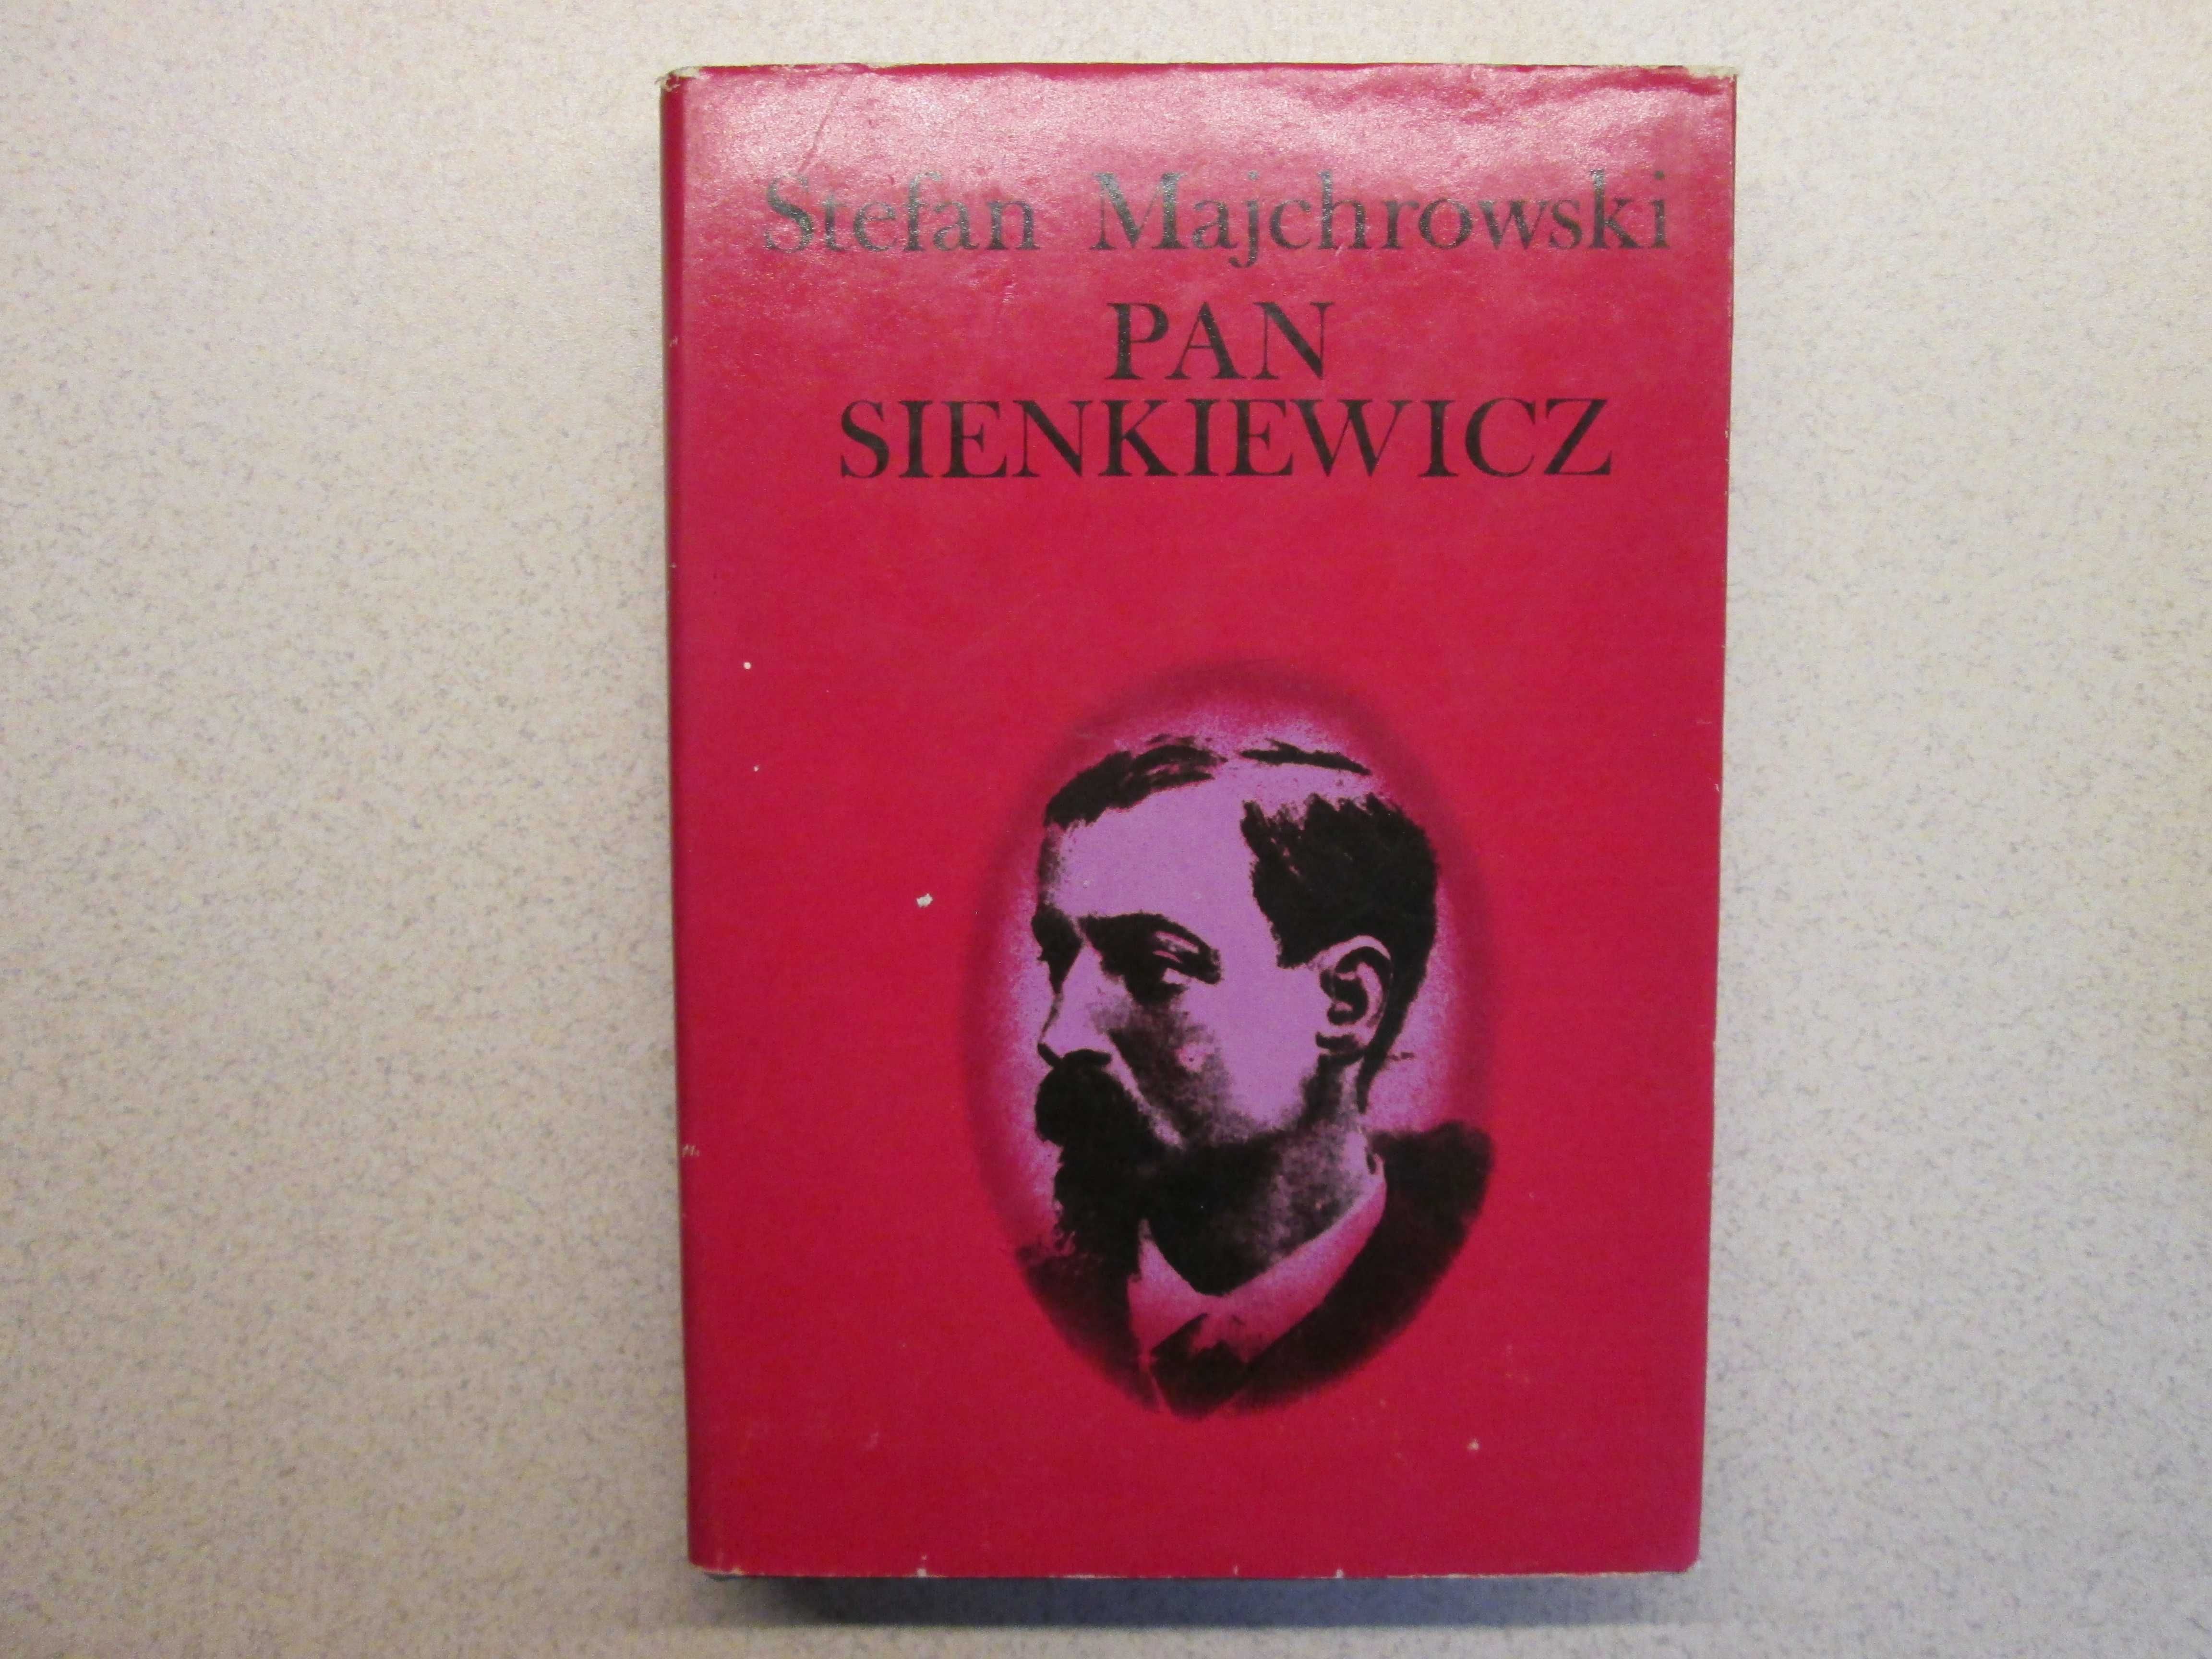 Stefan Majchrowski
PAN
SIENKIEWICZ